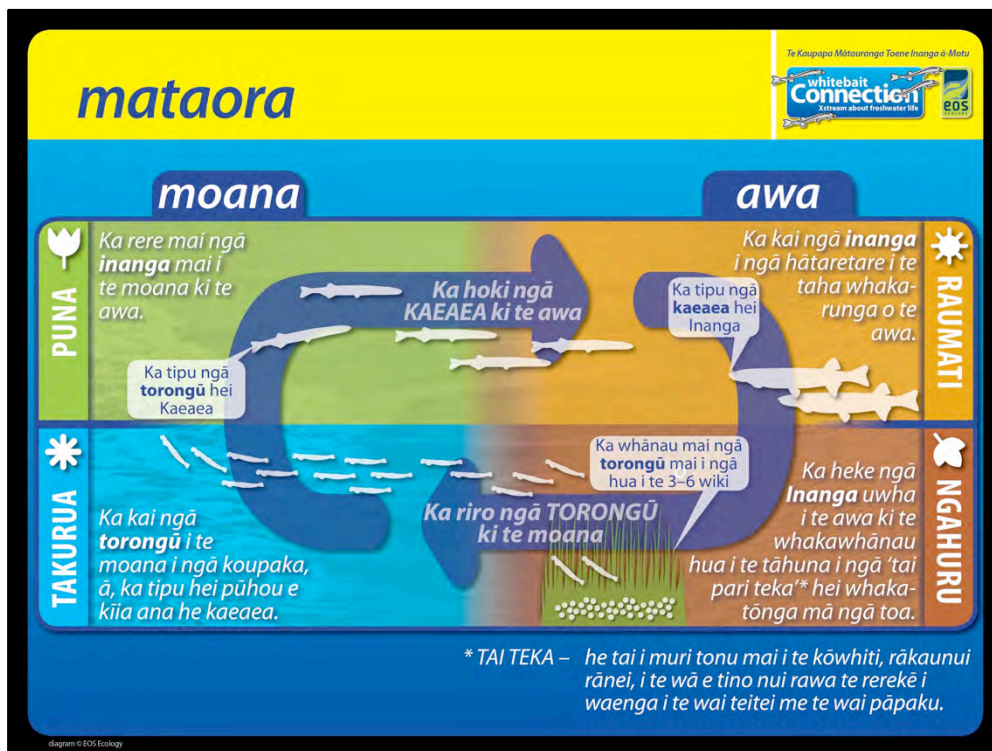 Te Kaupapa Mātauranga Toene Inanga ā-Motu
whitebait
Connection
Xstream about freshwater life
eos
ECOLOGY
mataora
moana
awa
PUNA
Ka rere mai ngā
inanga mai i
te moana ki te
awa.
Ka hoki ngā
KAEAEA ki te awa
Ka tipu ngā
torongū hei
Kaeaea
Ka tipu ngā
kaeaea hei
Inanga
Ka kai ngā inanga
i ngā hātaretare i te
taha whaka-
runga o te
awa.
RAUMATI
TAKURUA
Ka kai ngā
torongū i te
moana i ngā koupaka,
ā, ka tipu hei pūhou e
kīia ana he kaeaea.
Ka riro ngā TORONGŪ
ki te moana
Ka whānau mai ngā
torongū mai i ngā
hua i te 3–6 wiki
Ka heke ngā
Inanga uwha
i te awa ki te
whakawhānau
hua i te tāhuna i ngā ‘tai
pari teka’* hei whaka-
tōnga mā ngā toa.
NGAHURU
* TAI TEKA – he tai i muri tonu mai i te kōwhiti, rākaunui
rānei, i te wā e tino nui rawa te rerekē i
waenga i te wai teitei me te wai pāpaku.
diagram © EOS Ecology